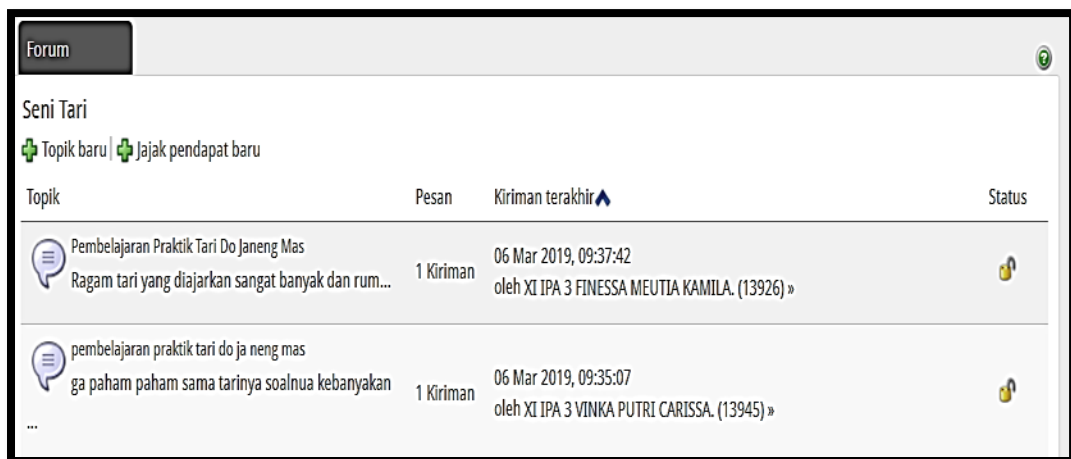 Forum
Seni Tari
Topik baru | Jajak pendapat baru
Topik Pesan Kiriman terakhir Status
Pembelajaran Praktik Tari Do Janeng Mas
Ragam tari yang diajarkan sangat banyak dan rum...
1 Kiriman
06 Mar 2019, 09:37:42
oleh XI IPA 3 FINESSA MEUTIA KAMILA. (13926) »
pembelajaran praktik tari do ja neng mas
ga paham paham sama tarinya soalnua kebanyakan
...
1 Kiriman
06 Mar 2019, 09:35:07
oleh XI IPA 3 VINKA PUTRI CARISSA. (13945) »